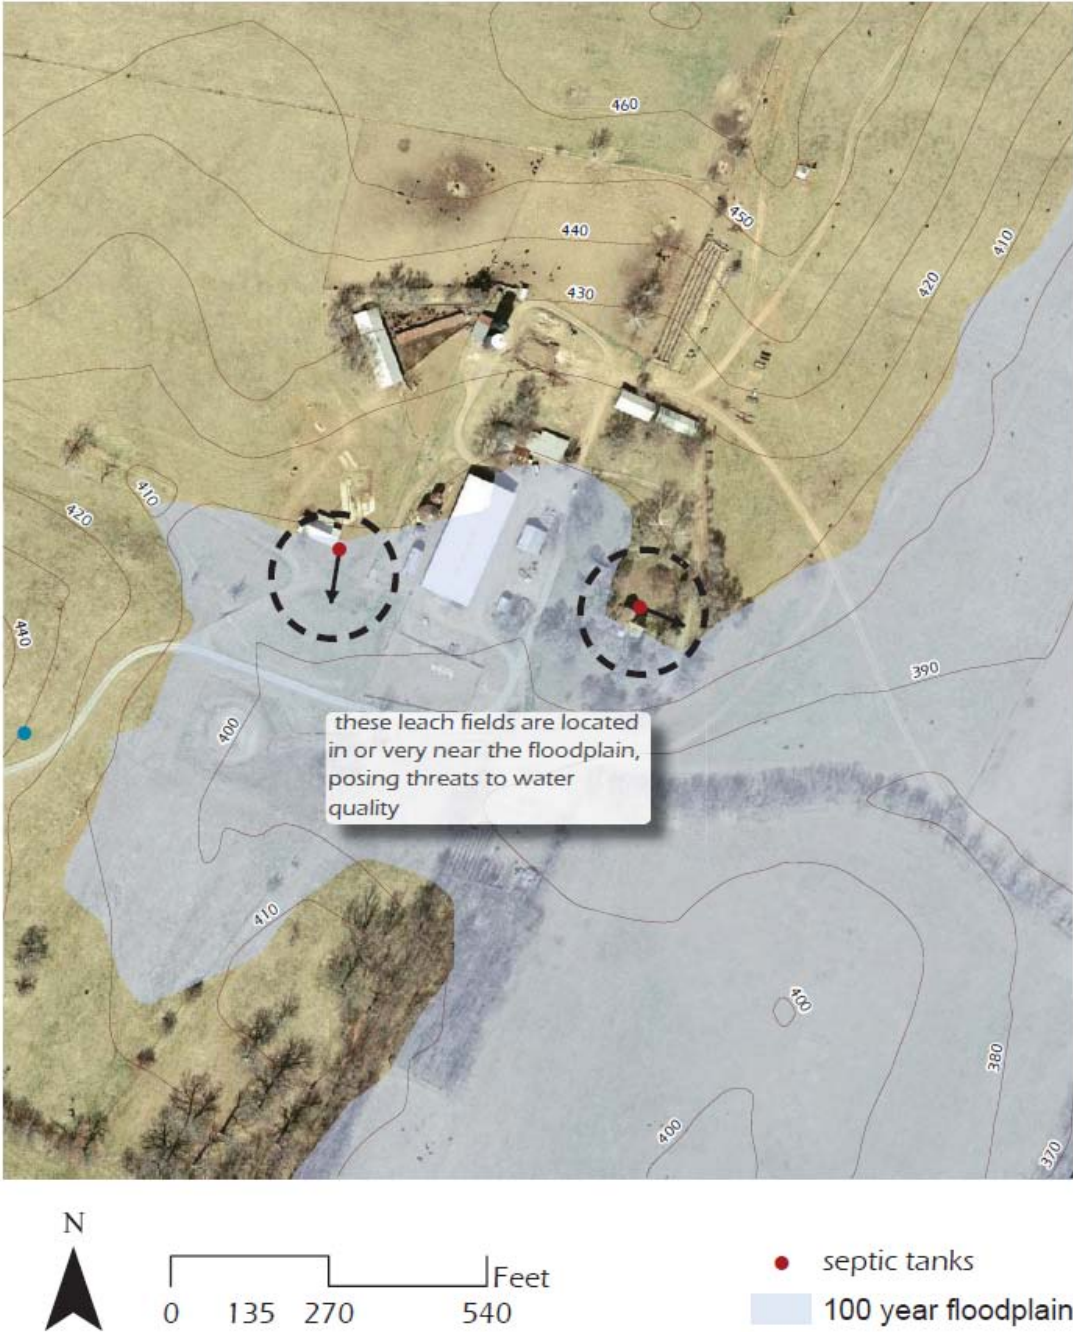 460
450
440
410
430
420
410
420
440
390
400
these leach fields are located
in or very near the floodplain,
posing threats to water
quality
410
400
380
400
370
N
Feet
0 135 270 540
septic tanks
100 year floodplain